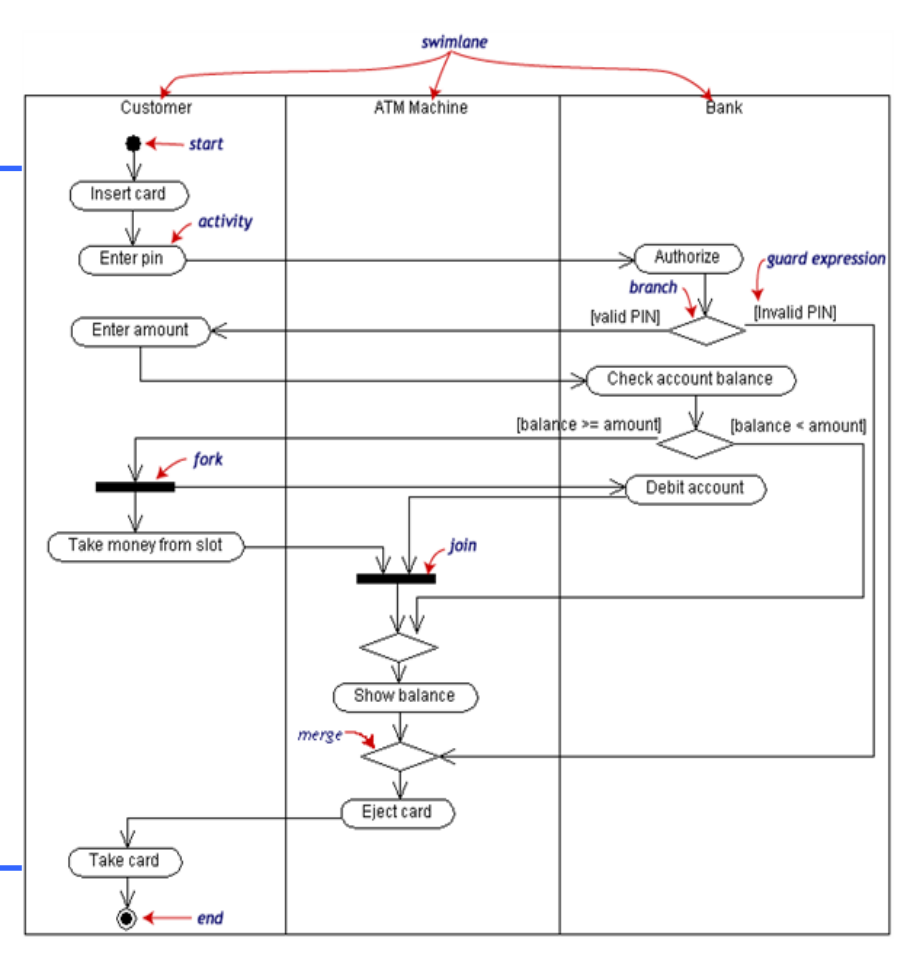 swimlane
Customer
ATM Machine
Bank
start
Insert card
activity
Enter pin
Authorize
guard expression
branch
[valid PIN]
[Invalid PIN]
Enter amount
Check account balance
[balance >= amount]
[balance < amount]
fork
Debit account
Take money from slot
join
Show balance
merge
Eject card
Take card
end